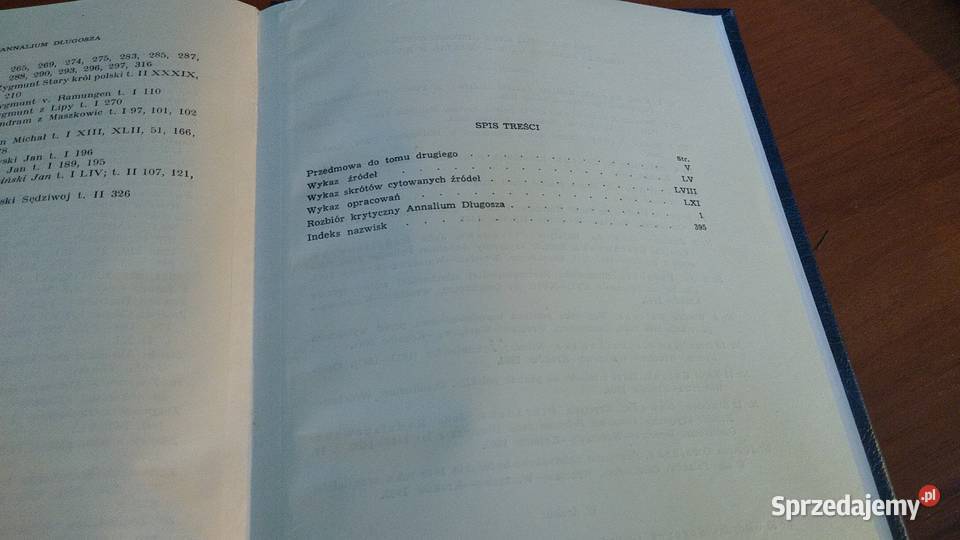 ANNALIUM DŁUGOSZA
265, 269, 274, 275, 283, 285, 287,
288, 290, 293, 296, 297, 316
Zygmunt Stary król polski t. II XXXIX,
210
v. Ramungen t. I 110
z Lipy t. I 270
z Maszkowic t. I 97, 101, 102
Michał t. I XIII, XLII, 51, 166,
Jan t. I 196
Jan t. I 189, 195
Jan t. I LIV; t. II 107, 121,
Sędziwoj t. II 326
SPIS TREŚCI
Str.
Przedmowa do tomu drugiego . . . . . . . . . . V
Wykaz źródeł . . . . . . . . . . LV
Wykaz skrótów cytowanych źródeł . . . . . . . . . LVIII
Wykaz opracowań . . . . . . . . . . LXI
Rozbiór krytyczny Annalium Długosza . . . . . . . . 1
Indeks nazwisk . . . . . . . . . . 395
Sprzedajemy.pl